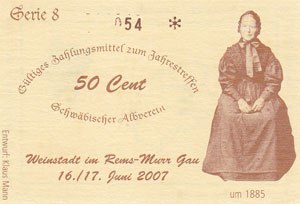 Serie 8
054 *
Gültiges Zahlungsmittel zum Jahrestreffen
50 Cent
Schwäbischer Albverein
Weinstadt im Rems-Murr Gau
16./17. Juni 2007
um 1885
Entwurf: Klaus Mann